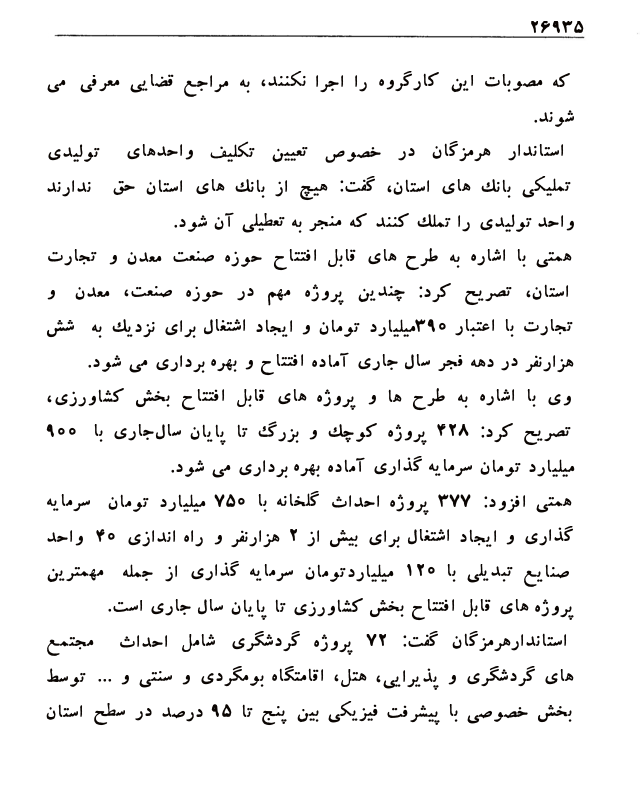 ۲۶۹۳۵
که مصوبات این کارگروه را اجرا نکنند، به مراجع قضایی معرفی می
شوند.
استاندار هرمزگان در خصوص تعیین تکلیف واحدهای تولیدی
تملیکی بانك های استان، گفت: هیچ از بانك های استان حق ندارند
واحد تولیدی را تملك کنند که منجر به تعطیلی آن شود.
همتی با اشاره به طرح های قابل افتتاح حوزه صنعت معدن و تجارت
استان، تصریح کرد: چندین پروژه مهم در حوزه صنعت، معدن و
تجارت با اعتبار ۳۹۰میلیارد تومان و ایجاد اشتغال برای نزدیك به شش
هزارنفر در دهه فجر سال جاری آماده افتتاح و بهره برداری می شود.
وی با اشاره به طرح ها و پروژه های قابل افتتاح بخش کشاورزی،
تصریح کرد: ۴۲۸ پروژه کوچك و بزرگ تا پایان سال‌جاری با ۹۰۰
میلیارد تومان سرمایه گذاری آماده بهره برداری می شود.
همتی افزود: ۳۷۷ پروژه احداث گلخانه با ۷۵۰ میلیارد تومان سرمایه
گذاری و ایجاد اشتغال برای بیش از ۲ هزارنفر و راه اندازی ۴۰ واحد
صنایع تبدیلی با ۱۲۰ میلیاردتومان سرمایه گذاری از جمله مهمترین
پروژه های قابل افتتاح بخش کشاورزی تا پایان سال جاری است.
استاندارهرمزگان گفت: ۷۲ پروژه گردشگری شامل احداث مجتمع
های گردشگری و پذیرایی، هتل، اقامتگاه بومگردی و سنتی و ... توسط
بخش خصوصی با پیشرفت فیزیکی بین پنج تا ۹۵ درصد در سطح استان